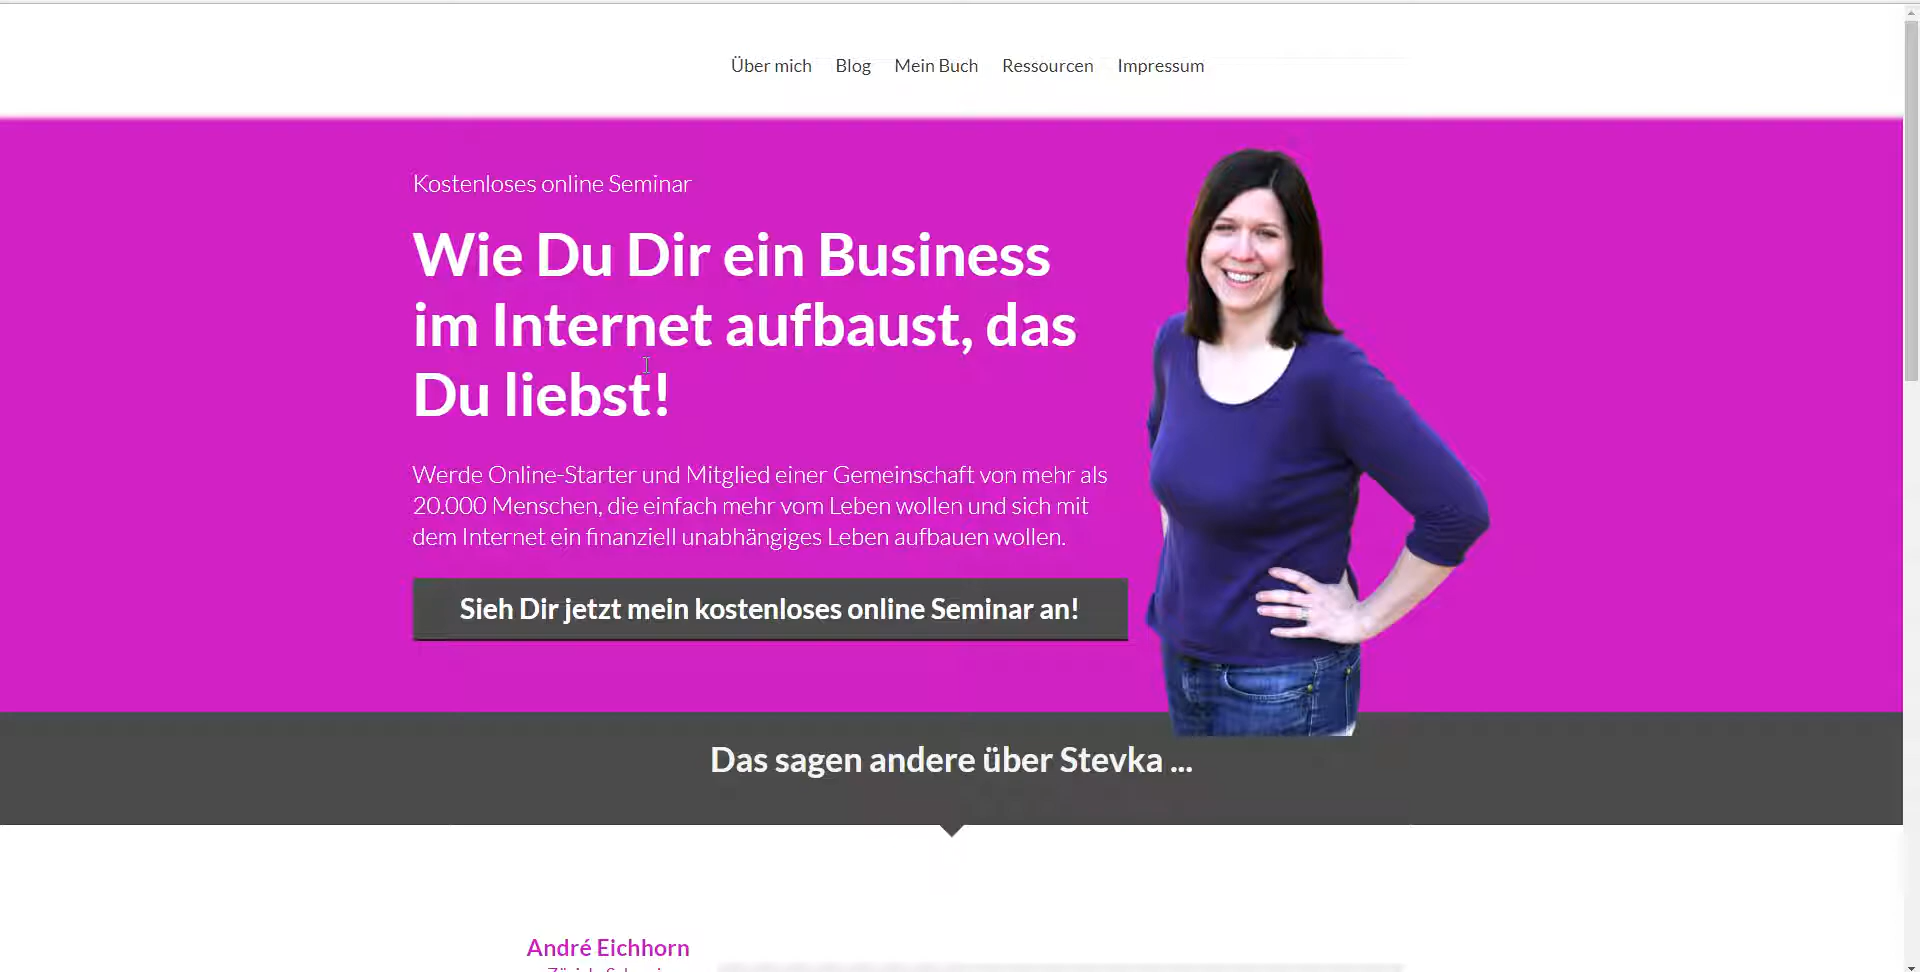 Über mich Blog Mein Buch Ressourcen Impressum
Kostenloses online Seminar
Wie Du Dir ein Business
im Internet aufbaust, das
Du liebst!
Werde Online-Starter und Mitglied einer Gemeinschaft von mehr als
20.000 Menschen, die einfach mehr vom Leben wollen und sich mit
dem Internet ein finanziell unabhängiges Leben aufbauen wollen.
Sieh Dir jetzt mein kostenloses online Seminar an!
Das sagen andere über Stevka ...
André Eichhorn